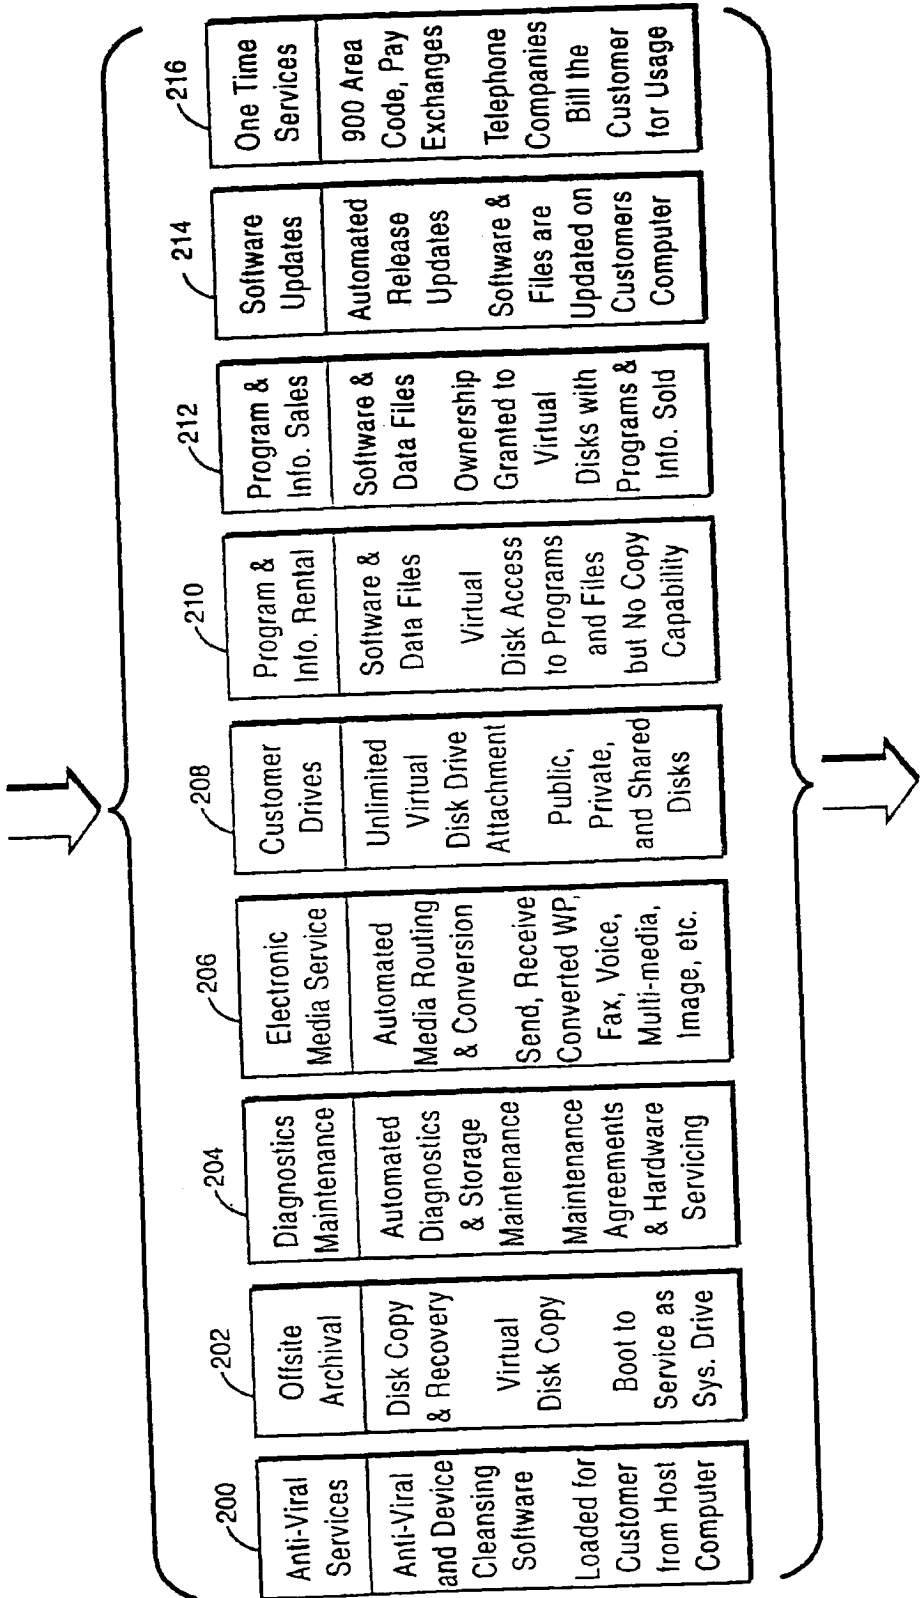 200
Anti-Viral
Services
Anti-Viral
and Device
Cleansing
Software
Loaded for
Customer
from Host
Computer
202
Offsite
Archival
Disk Copy
& Recovery
Virtual
Disk Copy
Boot to
Service as
Sys. Drive
204
Diagnostics
Maintenance
Automated
Diagnostics
& Storage
Maintenance
Maintenance
Agreements
& Hardware
Servicing
206
Electronic
Media Service
Automated
Media Routing
& Conversion
Send, Receive
Converted WP,
Fax, Voice,
Multi-media,
Image, etc.
208
Customer
Drives
Unlimited
Virtual
Disk Drive
Attachment
Public,
Private,
and Shared
Disks
210
Program &
Info. Rental
Software &
Data Files
Virtual
Disk Access
to Programs
and Files
but No Copy
Capability
212
Program &
Info. Sales
Software &
Data Files
Ownership
Granted to
Virtual
Disks with
Programs &
Info. Sold
214
Software
Updates
Automated
Release
Updates
Software &
Files are
Updated on
Customers
Computer
216
One Time
Services
900 Area
Code, Pay
Exchanges
Telephone
Companies
Bill the
Customer
for Usage